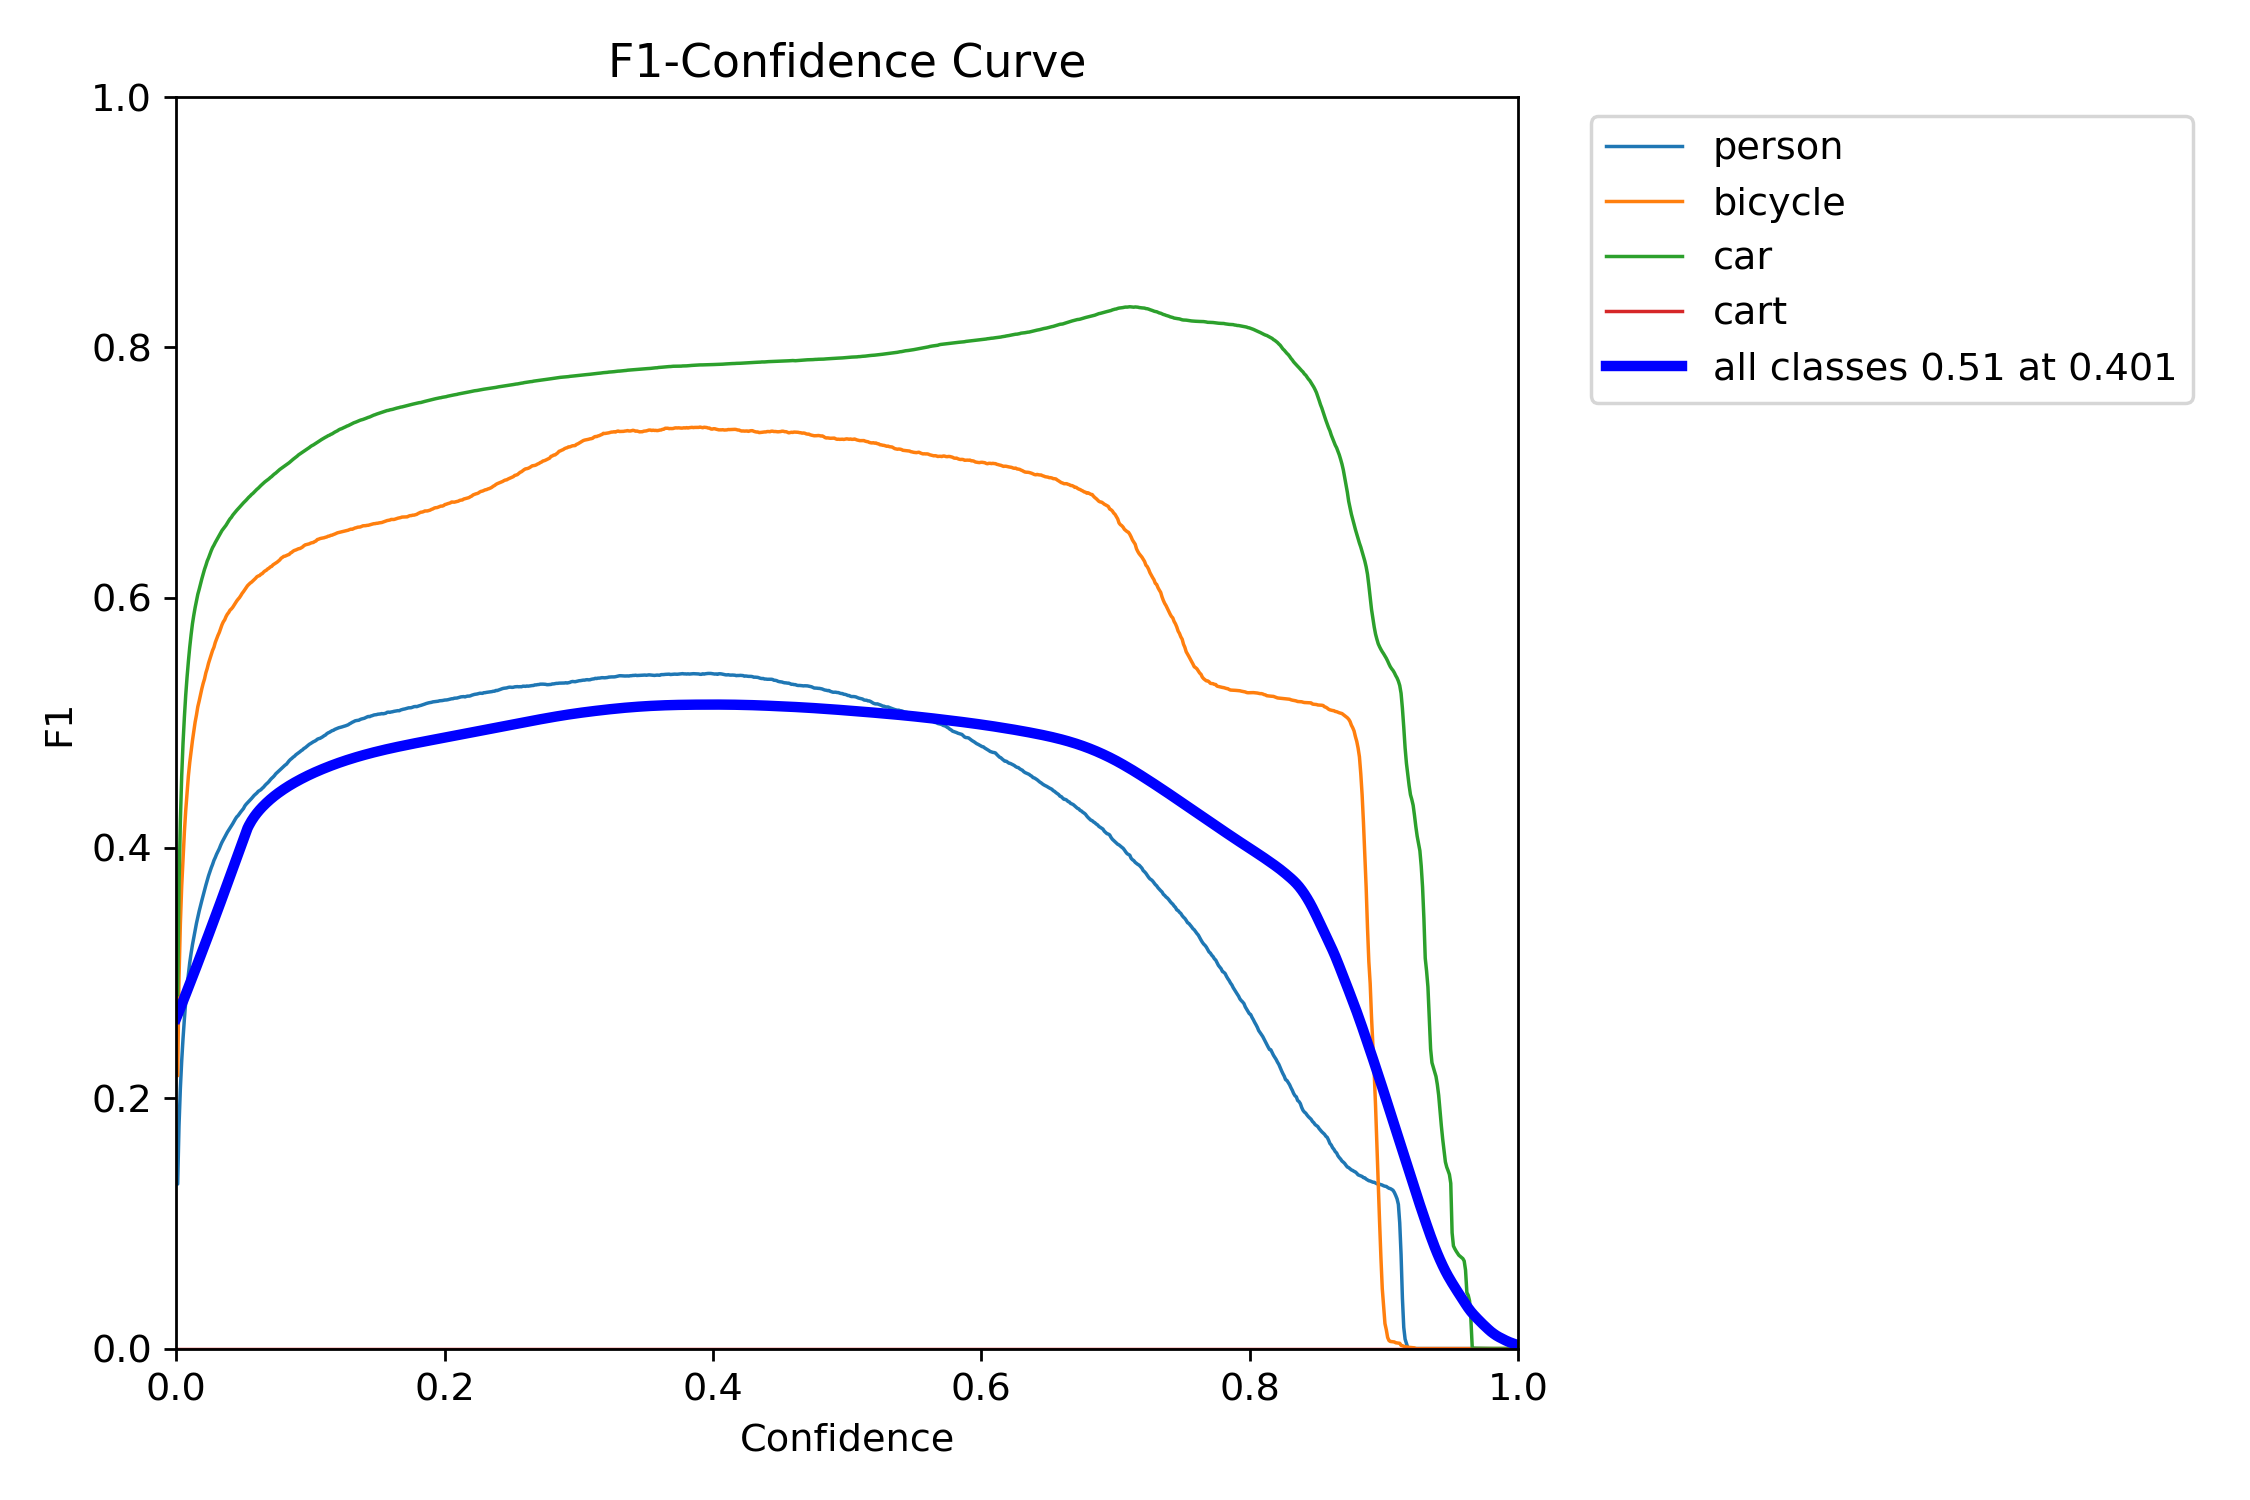 F1-Confidence Curve
1.0
0.8
0.6
0.4
0.2
0.0
F1
0.0 0.2 0.4 0.6 0.8 1.0
Confidence
person
bicycle
car
cart
all classes 0.51 at 0.401